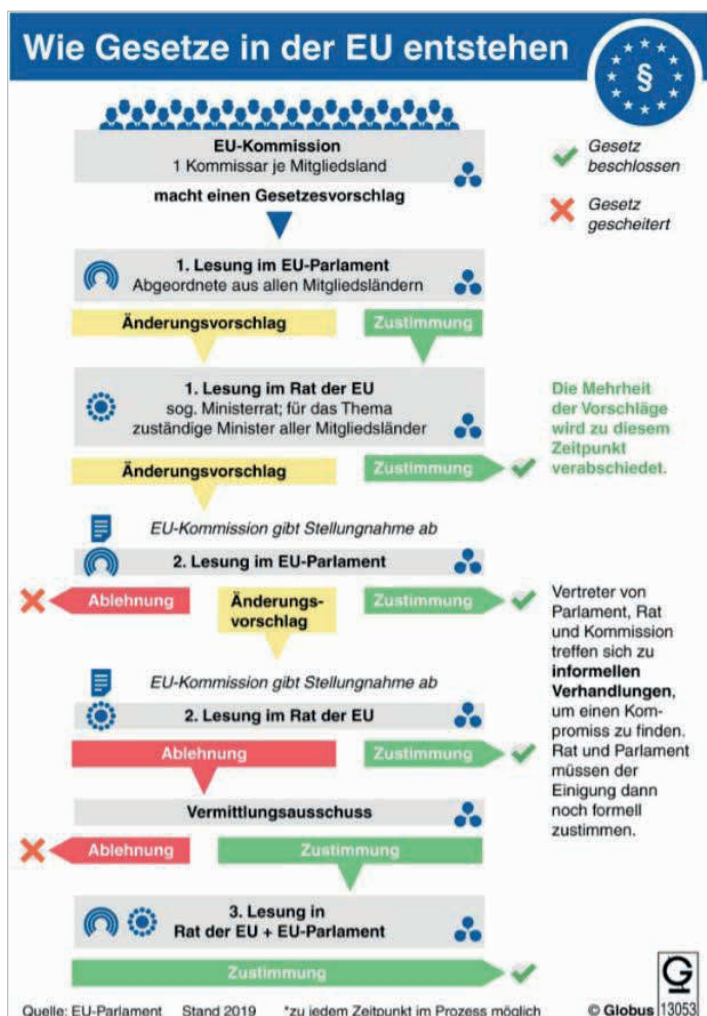 Wie Gesetze in der EU entstehen
§
EU-Kommission
1 Kommissar je Mitgliedsland
macht einen Gesetzesvorschlag
Gesetz
beschlossen
Gesetz
gescheitert
1. Lesung im EU-Parlament
Abgeordnete aus allen Mitgliedsländern
Änderungsvorschlag
Zustimmung
1. Lesung im Rat der EU
sog. Ministerrat; für das Thema
zuständige Minister aller Mitgliedsländer
Änderungsvorschlag
Zustimmung
Die Mehrheit
der Vorschläge
wird zu diesem
Zeitpunkt
verabschiedet.
EU-Kommission gibt Stellungnahme ab
2. Lesung im EU-Parlament
Ablehnung
Änderungs-
vorschlag
Zustimmung
EU-Kommission gibt Stellungnahme ab
2. Lesung im Rat der EU
Ablehnung
Zustimmung
Vertreter von
Parlament, Rat
und Kommission
treffen sich zu
informellen
Verhandlungen,
um einen Kom-
promiss zu finden.
Rat und Parlament
müssen der
Einigung dann
noch formell
zustimmen.
Vermittlungsausschuss
Ablehnung
Zustimmung
3. Lesung in
Rat der EU + EU-Parlament
Zustimmung
Quelle: EU-Parlament Stand 2019 *zu jedem Zeitpunkt im Prozess möglich © Globus 13053
G